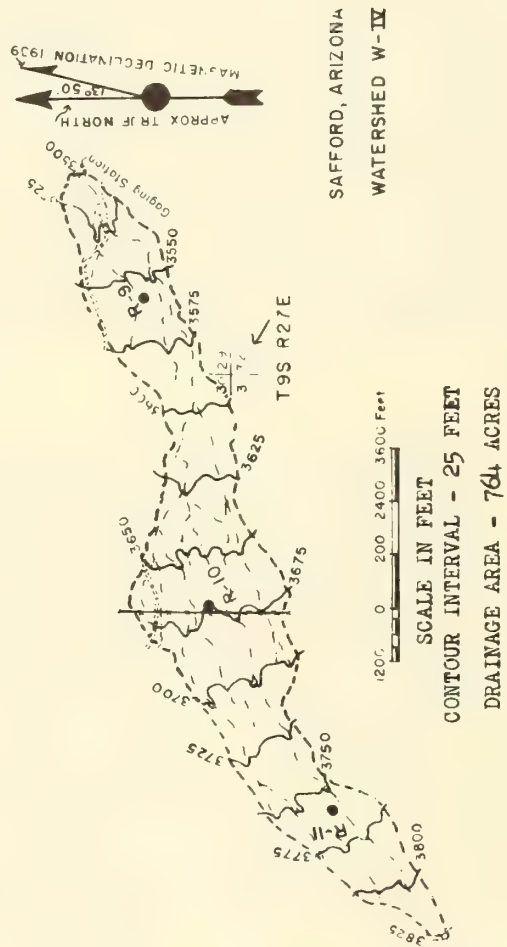 MAGNETIC DECLINATION 1939
13° 50'
APPROX TRUE NORTH
SAFFORD, ARIZONA
WATERSHED W-IV
3500
Gaging Station
3550
R-9
3575
T9S R27E
3625
3650
R-10
3675
3700
3725
3750
R-11
3775
3800
3825
1200 0 200 2400 3600 Feet
SCALE IN FEET
CONTOUR INTERVAL - 25 FEET
DRAINAGE AREA - 764 ACRES